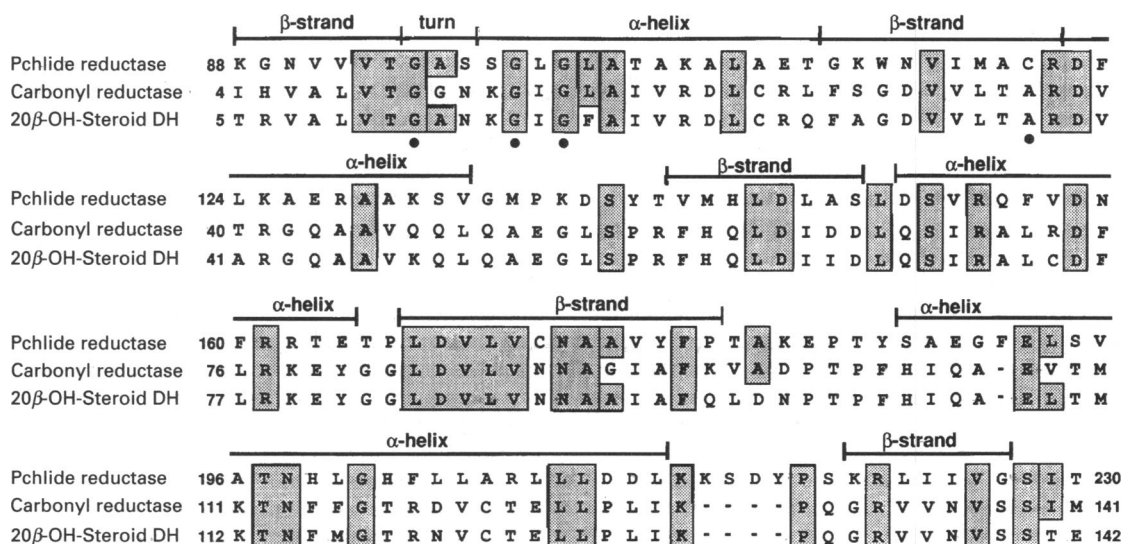 β-strand turn α-helix β-strand
Pchlide reductase 88 K G N V V V T G A S S G L G L A T A K A L A E T G K W N V I M A C R D F
Carbonyl reductase 4 I H V A L V T G G N K G I G L A I V R D L C R L F S G D V V L T A R D V
20β-OH-Steroid DH 5 T R V A L V T G A N K G I G F A I V R D L C R Q F A G D V V L T A R D V
α-helix β-strand α-helix
Pchlide reductase 124 L K A E R A A K S V G M P K D S Y T V M H L D L A S L D S V R Q F V D N
Carbonyl reductase 40 T R G Q A A V Q Q L Q A E G L S P R F H Q L D I D D L Q S I R A L R D F
20β-OH-Steroid DH 41 A R G Q A A V K Q L Q A E G L S P R F H Q L D I I D L Q S I R A L C D F
α-helix β-strand α-helix
Pchlide reductase 160 F R R T E T P L D V L V C N A A V Y F P T A K E P T Y S A E G F E L S V
Carbonyl reductase 76 L R K E Y G G L D V L V N N A G I A F K V A D P T P F H I Q A - E V T M
20β-OH-Steroid DH 77 L R K E Y G G L D V L V N N A A I A F Q L D N P T P F H I Q A - E L T M
α-helix β-strand
Pchlide reductase 196 A T N H L G H F L L A R L L L D D L K K S D Y P S K R L I I V G S I T 230
Carbonyl reductase 111 K T N F F G T R D V C T E L L P L I K - - - - P Q G R V V N V S S I M 141
20β-OH-Steroid DH 112 K T N F M G T R N V C T E L L P L I K - - - - P Q G R V V N V S S T E 142